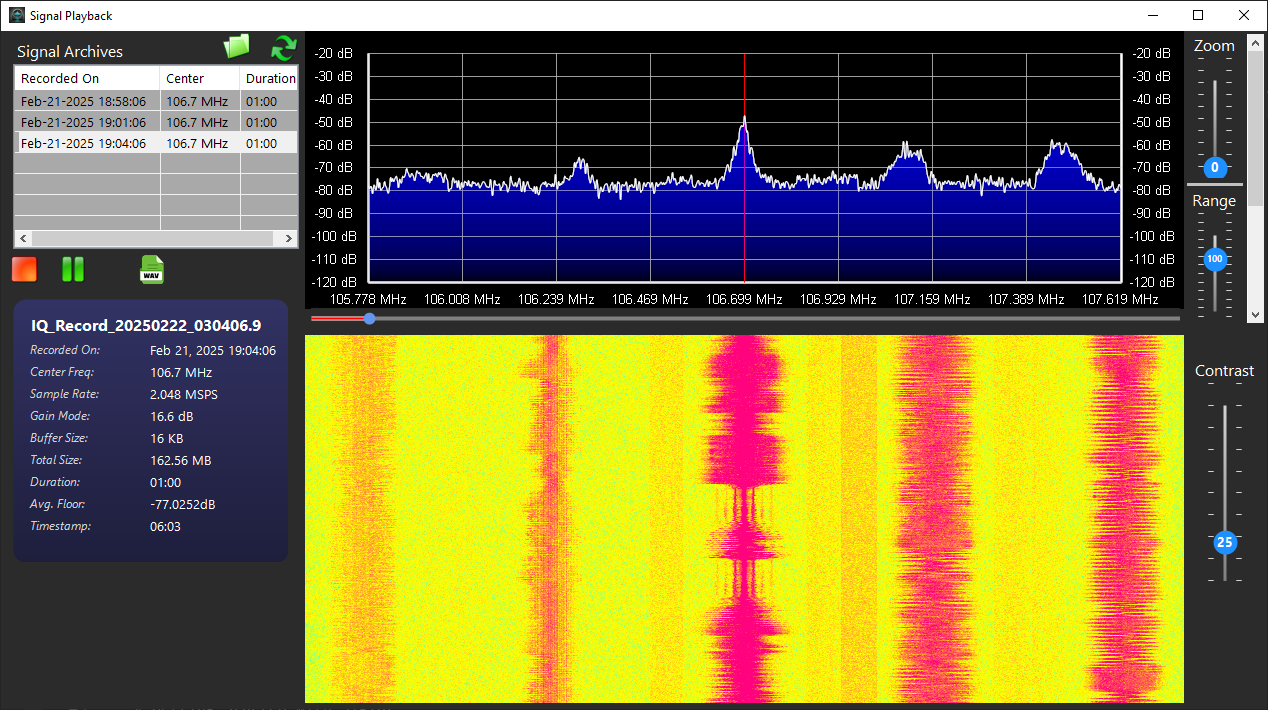 Signal Playback
Signal Archives
Recorded On Center Duration
Feb-21-2025 18:58:06 106.7 MHz 01:00
Feb-21-2025 19:01:06 106.7 MHz 01:00
Feb-21-2025 19:04:06 106.7 MHz 01:00
WAV
IQ_Record_20250222_030406.9
Recorded On: Feb 21, 2025 19:04:06
Center Freq: 106.7 MHz
Sample Rate: 2.048 MSPS
Gain Mode: 16.6 dB
Buffer Size: 16 KB
Total Size: 162.56 MB
Duration: 01:00
Avg. Floor: -77.0252dB
Timestamp: 06:03
-20 dB -20 dB
-30 dB -30 dB
-40 dB -40 dB
-50 dB -50 dB
-60 dB -60 dB
-70 dB -70 dB
-80 dB -80 dB
-90 dB -90 dB
-100 dB -100 dB
-110 dB -110 dB
-120 dB -120 dB
105.778 MHz 106.008 MHz 106.239 MHz 106.469 MHz 106.699 MHz 106.929 MHz 107.159 MHz 107.389 MHz 107.619 MHz
Zoom
0
Range
100
Contrast
25